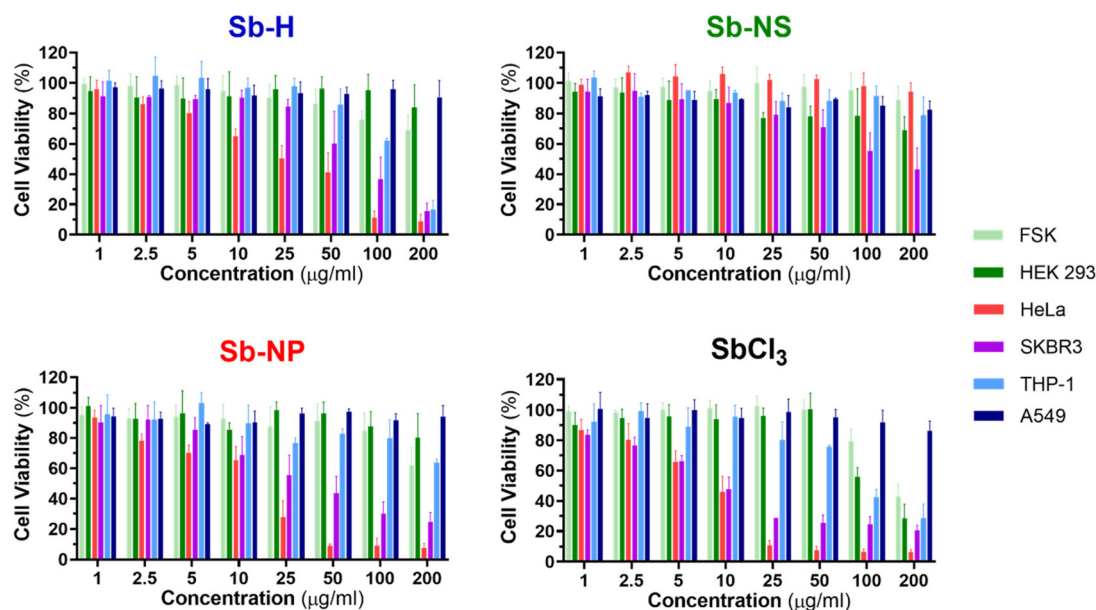 Sb-H
Cell Viability (%)
120
100
80
60
40
20
0
1 2.5 5 10 25 50 100 200
Concentration (μg/ml)
Sb-NS
Cell Viability (%)
120
100
80
60
40
20
0
1 2.5 5 10 25 50 100 200
Concentration (μg/ml)
Sb-NP
Cell Viability (%)
120
100
80
60
40
20
0
1 2.5 5 10 25 50 100 200
Concentration (μg/ml)
SbCl₃
Cell Viability (%)
120
100
80
60
40
20
0
1 2.5 5 10 25 50 100 200
Concentration (μg/ml)
FSK
HEK 293
HeLa
SKBR3
THP-1
A549